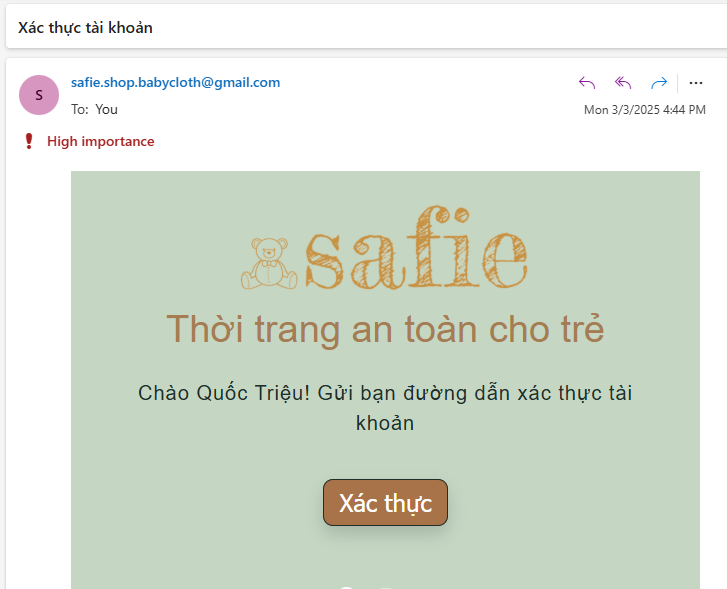 Xác thực tài khoản
S
safie.shop.babycloth@gmail.com
To: You
Mon 3/3/2025 4:44 PM
High importance
safie
Thời trang an toàn cho trẻ
Chào Quốc Triệu! Gửi bạn đường dẫn xác thực tài
khoản
Xác thực